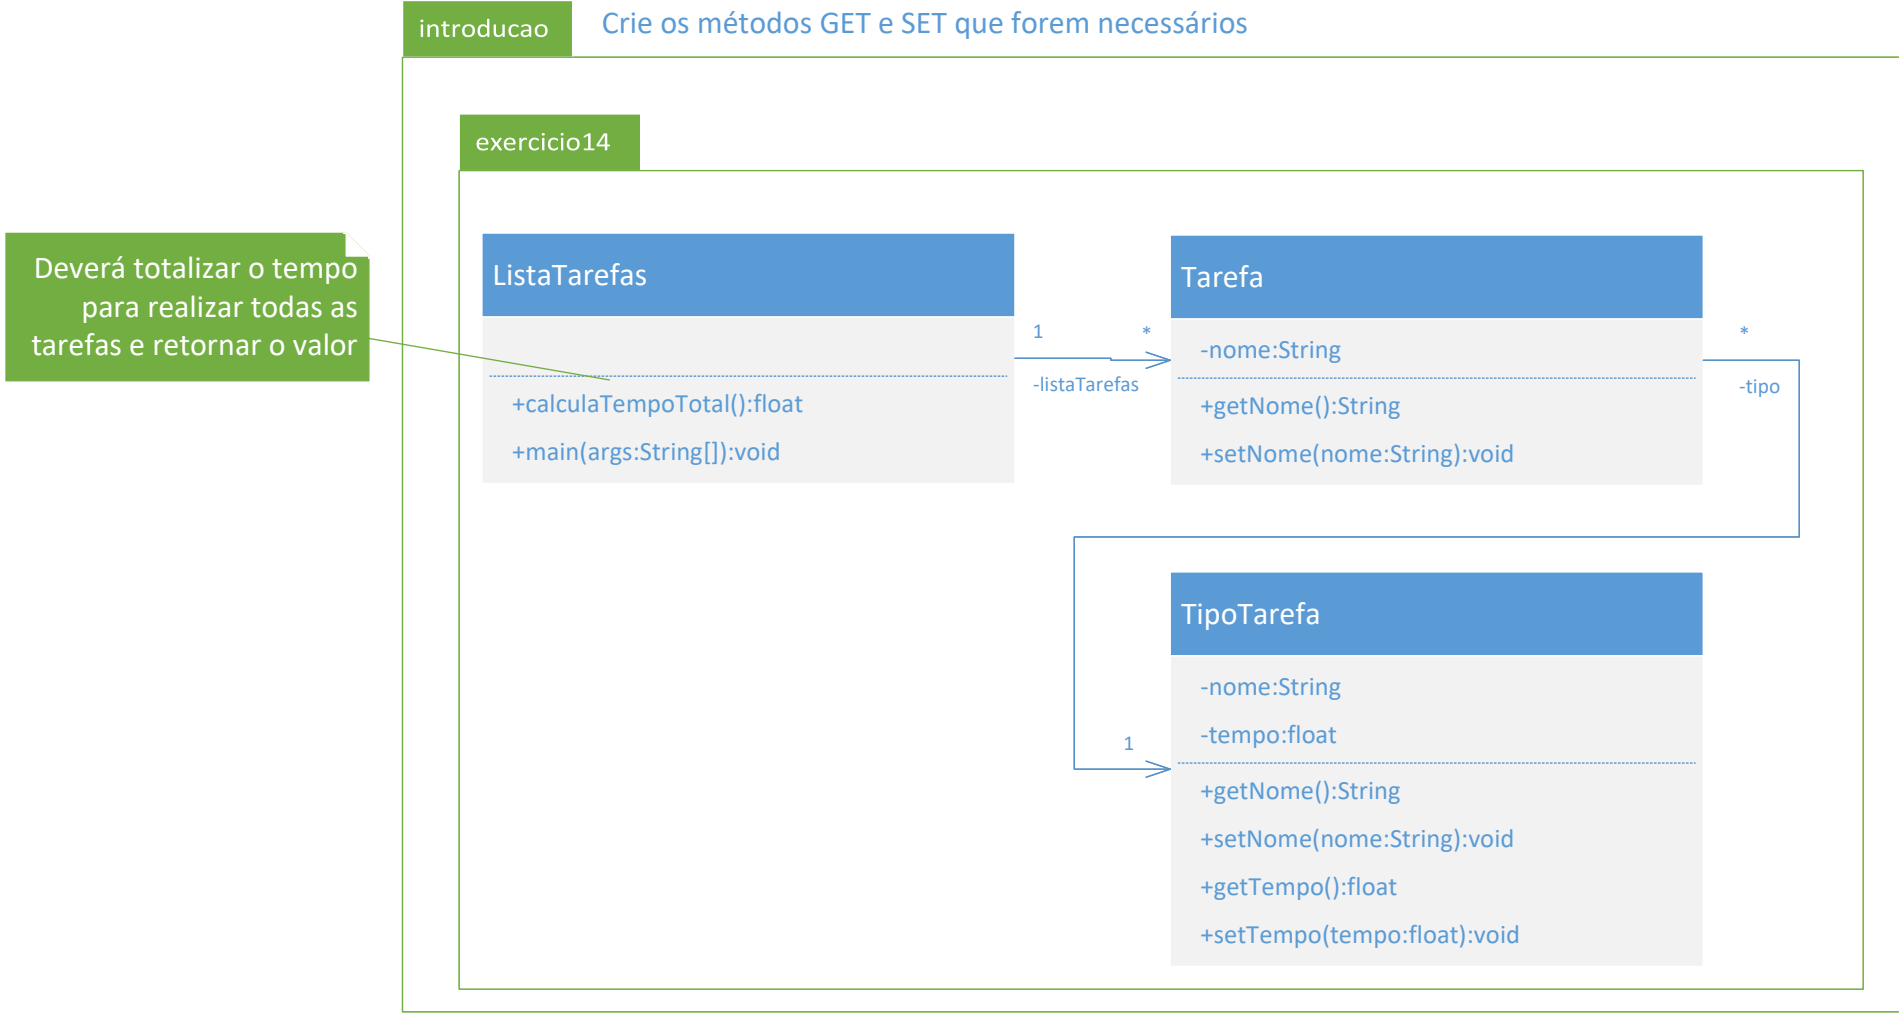 introducao
Crie os métodos GET e SET que forem necessários
exercicio14
Deverá totalizar o tempo
para realizar todas as
tarefas e retornar o valor
ListaTarefas
+calculaTempoTotal():float
+main(args:String[]):void
1
*
-listaTarefas
Tarefa
-nome:String
+getNome():String
+setNome(nome:String):void
*
-tipo
1
TipoTarefa
-nome:String
-tempo:float
+getNome():String
+setNome(nome:String):void
+getTempo():float
+setTempo(tempo:float):void